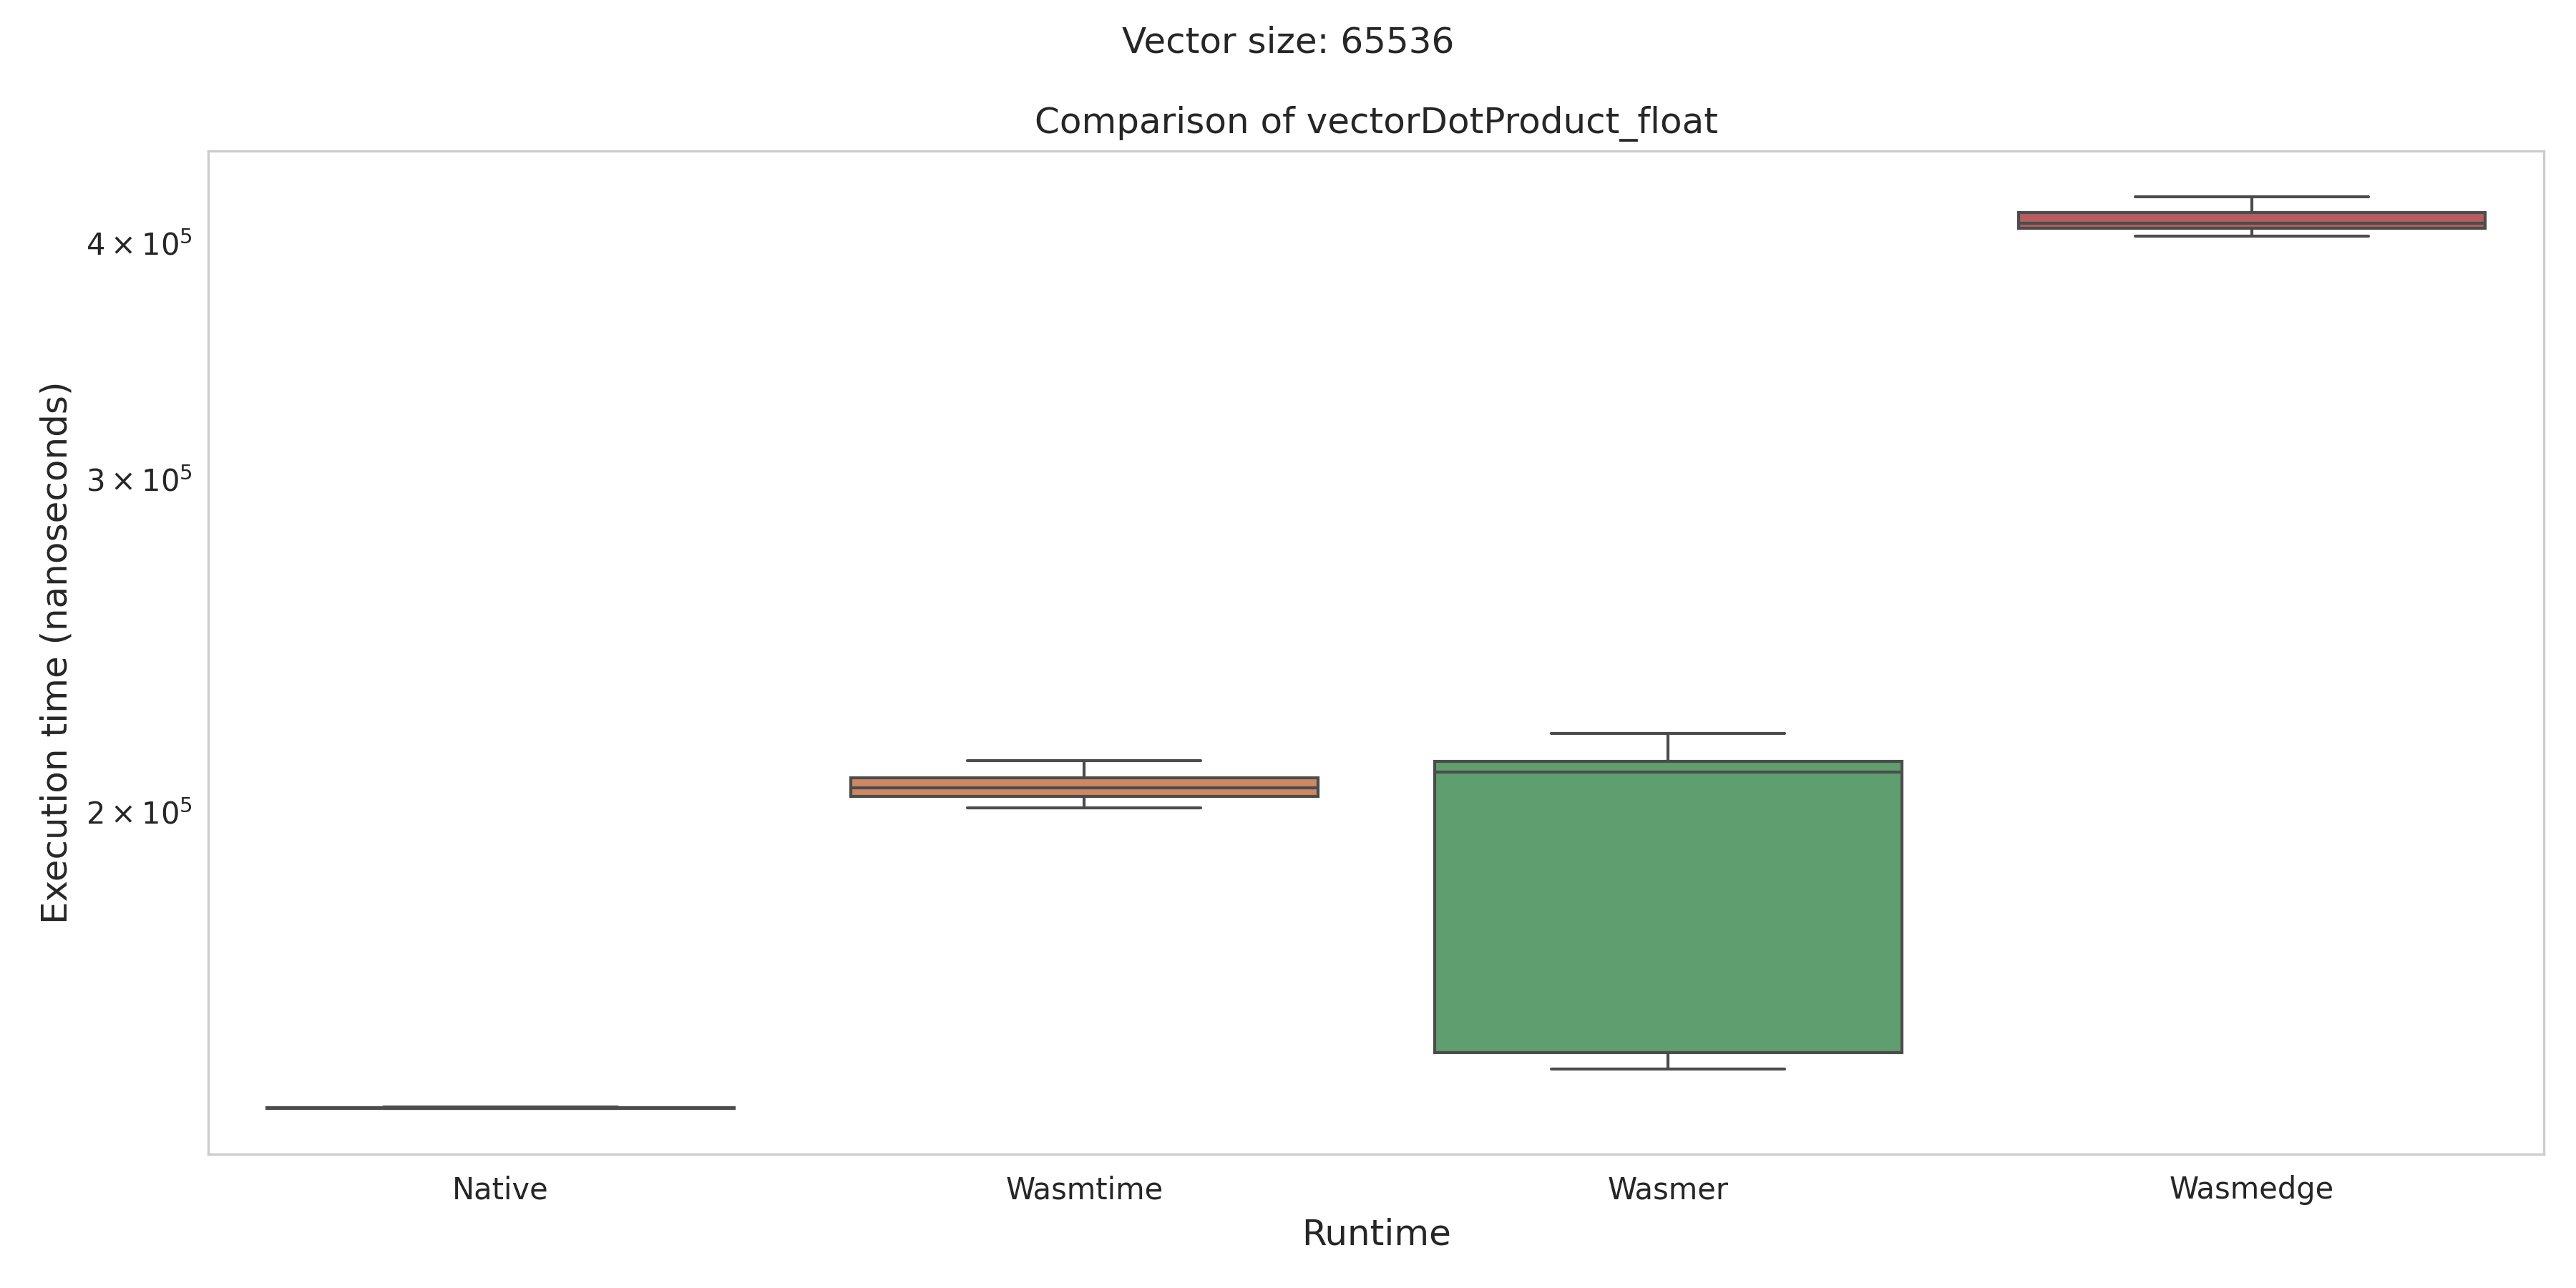 Vector size: 65536
Comparison of vectorDotProduct_float
Execution time (nanoseconds)
4 × 10⁵
3 × 10⁵
2 × 10⁵
Native
Wasmtime
Wasmer
Wasmedge
Runtime